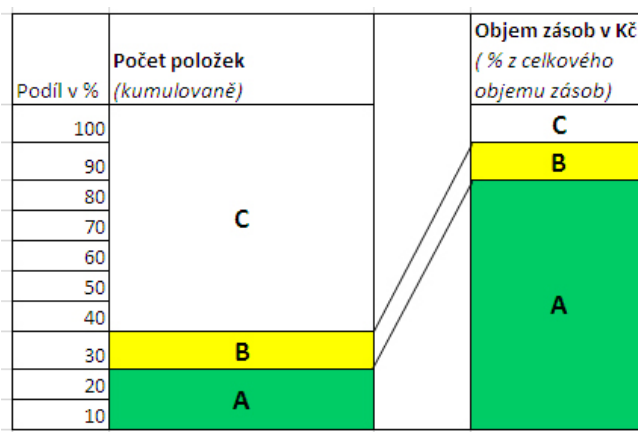 Podíl v %
Počet položek
(kumulovaně)
Objem zásob v Kč
( % z celkového
objemu zásob)
100
90
80
70
60
50
40
30
20
10
C
B
A
C
B
A